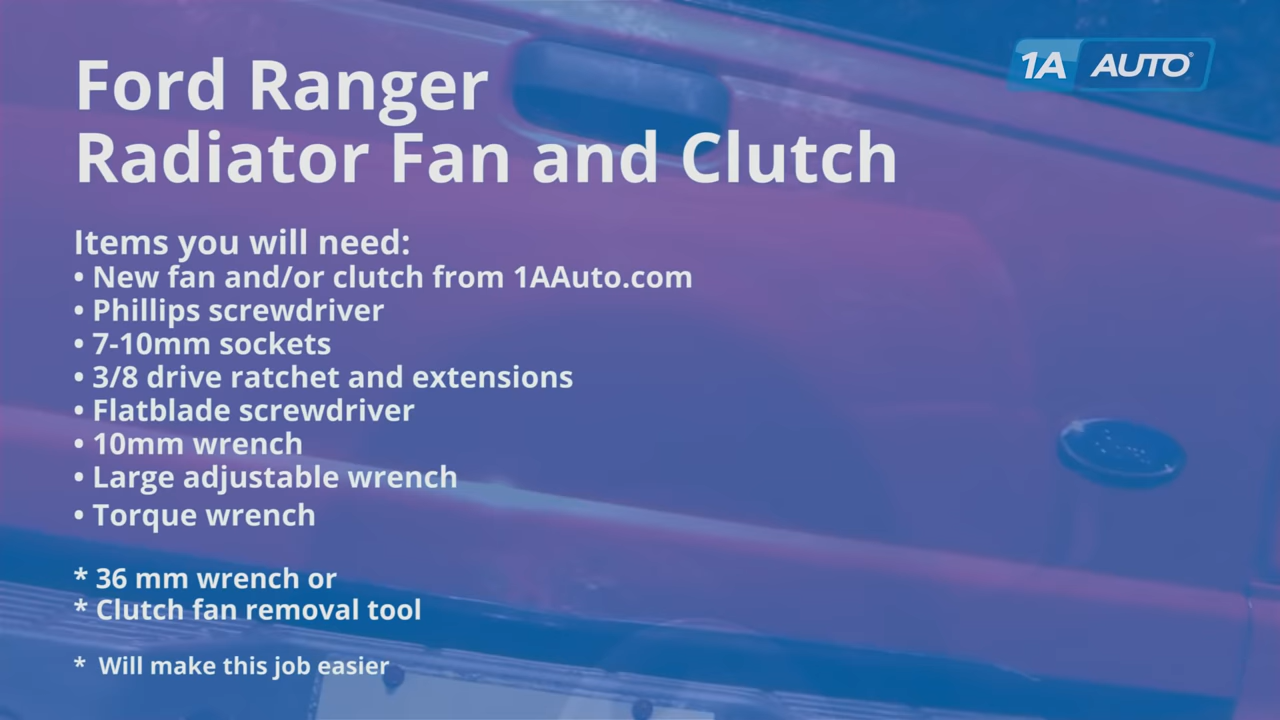 1A AUTO®
Ford Ranger
Radiator Fan and Clutch
Items you will need:
• New fan and/or clutch from 1AAuto.com
• Phillips screwdriver
• 7-10mm sockets
• 3/8 drive ratchet and extensions
• Flatblade screwdriver
• 10mm wrench
• Large adjustable wrench
• Torque wrench
* 36 mm wrench or
* Clutch fan removal tool
* Will make this job easier